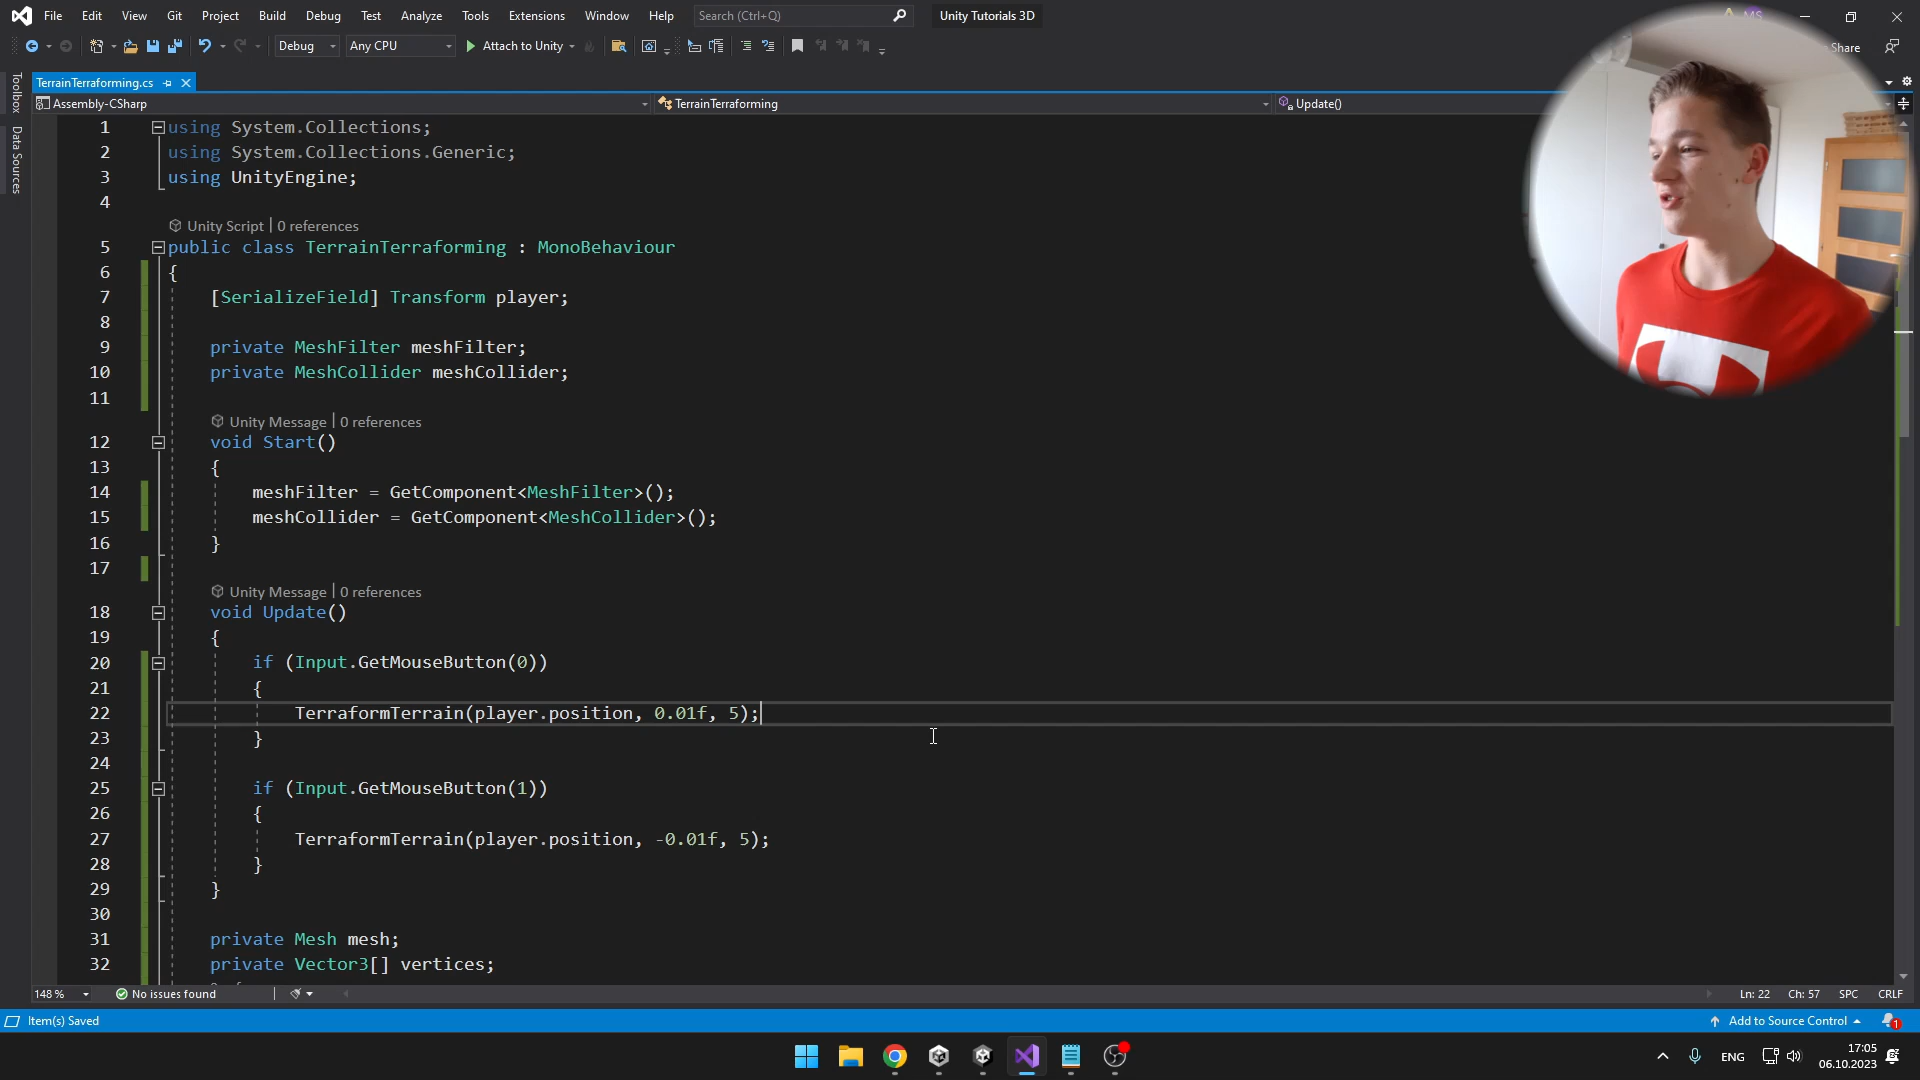 File Edit View Git Project Build Debug Test Analyze Tools Extensions Window Help Search (Ctrl+Q) Unity Tutorials 3D MS
Debug Any CPU Attach to Unity Share
Toolbox
Data Sources
TerrainTerraforming.cs
Assembly-CSharp TerrainTerraforming Update()
1 using System.Collections;
2 using System.Collections.Generic;
3 using UnityEngine;
4
Unity Script | 0 references
5 public class TerrainTerraforming : MonoBehaviour
6 {
7 [SerializeField] Transform player;
8
9 private MeshFilter meshFilter;
10 private MeshCollider meshCollider;
11
Unity Message | 0 references
12 void Start()
13 {
14 meshFilter = GetComponent<MeshFilter>();
15 meshCollider = GetComponent<MeshCollider>();
16 }
17
Unity Message | 0 references
18 void Update()
19 {
20 if (Input.GetMouseButton(0))
21 {
22 TerraformTerrain(player.position, 0.01f, 5);
23 }
24
25 if (Input.GetMouseButton(1))
26 {
27 TerraformTerrain(player.position, -0.01f, 5);
28 }
29 }
30
31 private Mesh mesh;
32 private Vector3[] vertices;
148 % No issues found Ln: 22 Ch: 57 SPC CRLF
Item(s) Saved Add to Source Control 1
ENG 17:05
06.10.2023